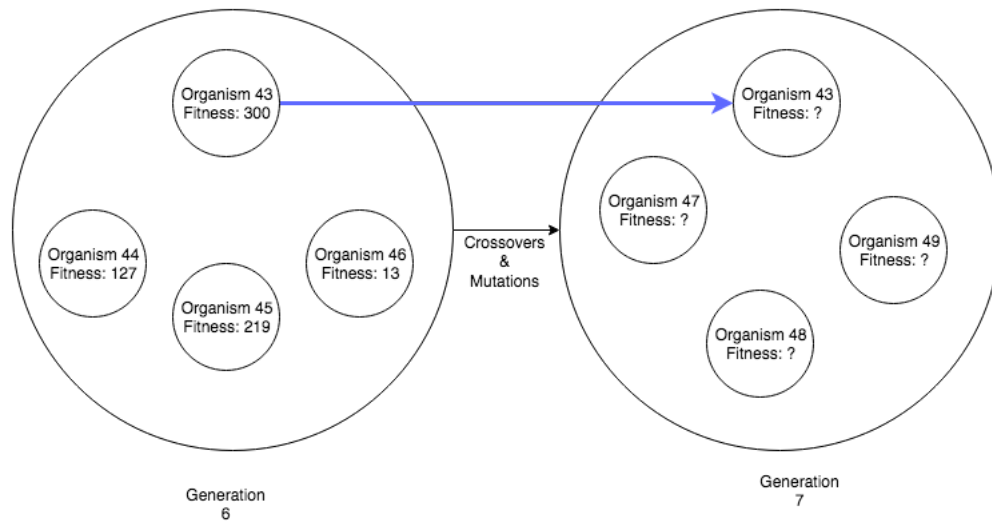 Organism 43
Fitness: 300
Organism 44
Fitness: 127
Organism 45
Fitness: 219
Organism 46
Fitness: 13
Generation
6
Crossovers
&
Mutations
Organism 43
Fitness: ?
Organism 47
Fitness: ?
Organism 49
Fitness: ?
Organism 48
Fitness: ?
Generation
7